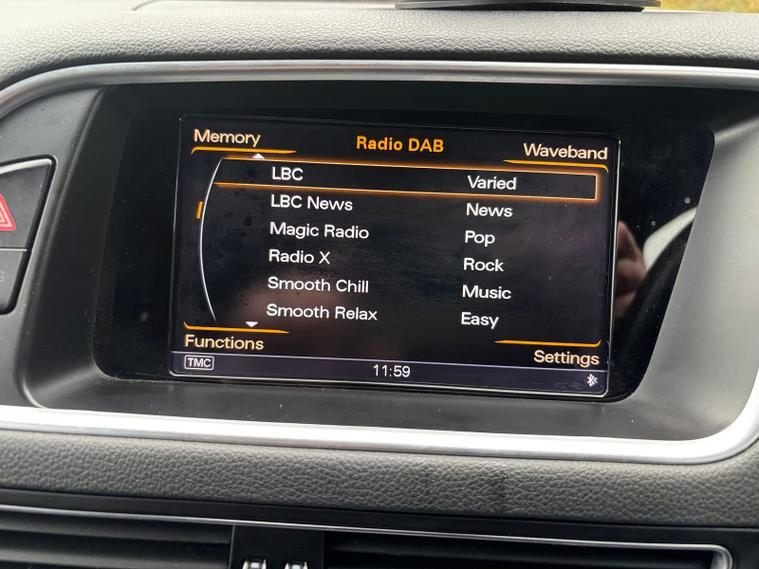 Memory Radio DAB Waveband
LBC Varied
LBC News News
Magic Radio Pop
Radio X Rock
Smooth Chill Music
Smooth Relax Easy
Functions Settings
TMC 11:59